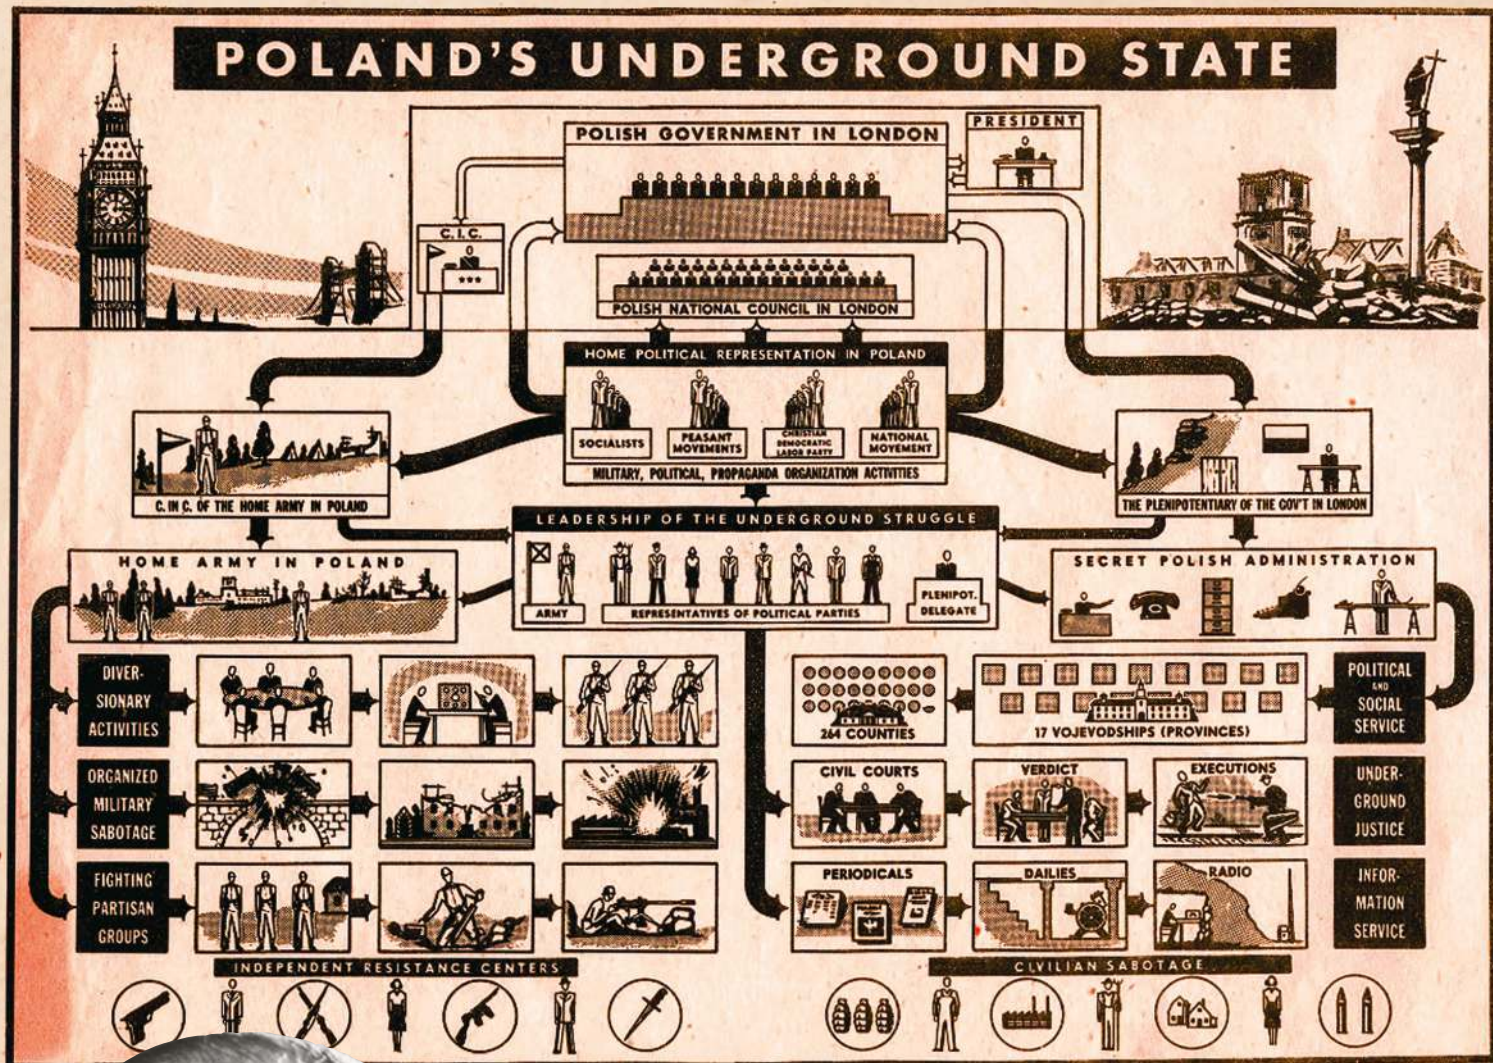 POLAND'S UNDERGROUND STATE
POLISH GOVERNMENT IN LONDON
PRESIDENT
C. I. C.
POLISH NATIONAL COUNCIL IN LONDON
HOME POLITICAL REPRESENTATION IN POLAND
SOCIALISTS
PEASANT
MOVEMENTS
CHRISTIAN
DEMOCRATIC
LABOR PARTY
NATIONAL
MOVEMENT
MILITARY, POLITICAL, PROPAGANDA ORGANIZATION ACTIVITIES
C. IN C. OF THE HOME ARMY IN POLAND
THE PLENIPOTENTIARY OF THE GOV'T IN LONDON
LEADERSHIP OF THE UNDERGROUND STRUGGLE
ARMY
REPRESENTATIVES OF POLITICAL PARTIES
PLENIPOT.
DELEGATE
HOME ARMY IN POLAND
SECRET POLISH ADMINISTRATION
DIVER-
SIONARY
ACTIVITIES
264 COUNTIES
17 VOJEVODSHIPS (PROVINCES)
POLITICAL
AND
SOCIAL
SERVICE
ORGANIZED
MILITARY
SABOTAGE
CIVIL COURTS
VERDICT
EXECUTIONS
UNDER-
GROUND
JUSTICE
FIGHTING
PARTISAN
GROUPS
PERIODICALS
DAILIES
RADIO
INFOR-
MATION
SERVICE
INDEPENDENT RESISTANCE CENTERS
CIVILIAN SABOTAGE